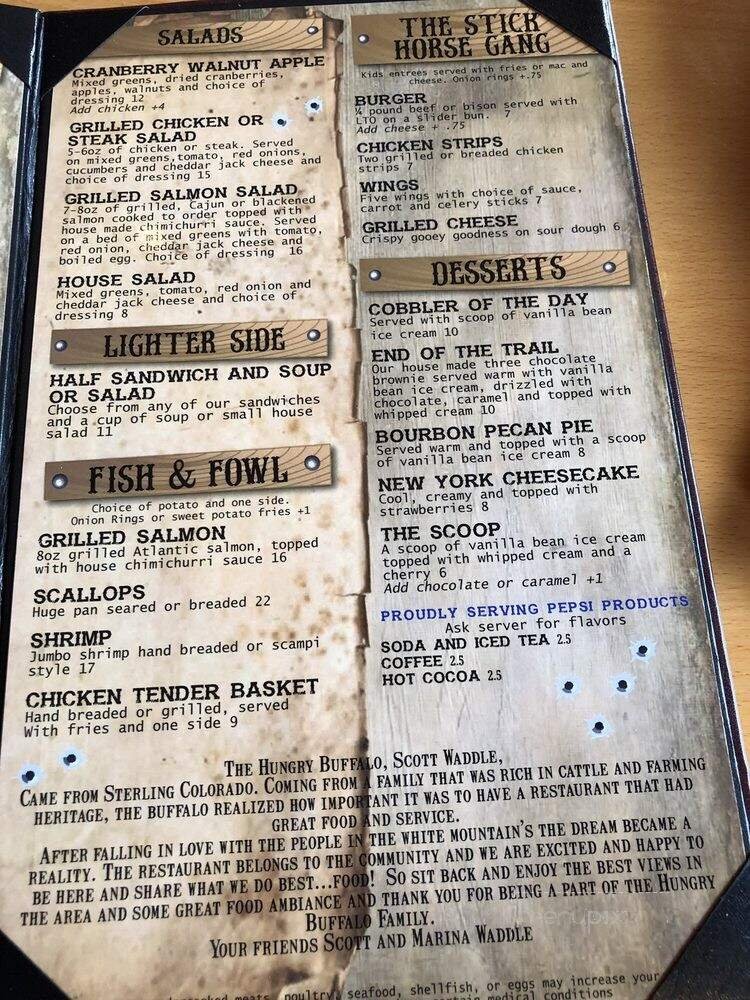 SALADS
CRANBERRY WALNUT APPLE
Mixed greens, dried cranberries,
apples, walnuts and choice of
dressing 12
Add chicken +4
GRILLED CHICKEN OR
STEAK SALAD
5-6oz of chicken or steak. Served
on mixed greens,tomato, red onions,
cucumbers and cheddar jack cheese and
choice of dressing 15
GRILLED SALMON SALAD
7-8oz of grilled, Cajun or blackened
salmon cooked to order topped with
house made chimichurri sauce. Served
on a bed of mixed greens with tomato,
red onion, cheddar jack cheese and
boiled egg. Choice of dressing 16
HOUSE SALAD
Mixed greens, tomato, red onion and
cheddar jack cheese and choice of
dressing 8
LIGHTER SIDE
HALF SANDWICH AND SOUP
OR SALAD
Choose from any of our sandwiches
and a cup of soup or small house
salad 11
FISH & FOWL
Choice of potato and one side.
Onion Rings or sweet potato fries +1
GRILLED SALMON
8oz grilled Atlantic salmon, topped
with house chimichurri sauce 16
SCALLOPS
Huge pan seared or breaded 22
SHRIMP
Jumbo shrimp hand breaded or scampi
style 17
CHICKEN TENDER BASKET
Hand breaded or grilled, served
With fries and one side 9
THE STICK
HORSE GANG
Kids entrees served with fries or mac and
cheese. Onion rings +.75
BURGER
¼ pound beef or bison served with
LTO on a slider bun. 7
Add cheese + .75
CHICKEN STRIPS
Two grilled or breaded chicken
strips 7
WINGS
Five wings with choice of sauce,
carrot and celery sticks 7
GRILLED CHEESE
Crispy gooey goodness on sour dough 6
DESSERTS
COBBLER OF THE DAY
Served with scoop of vanilla bean
ice cream 10
END OF THE TRAIL
Our house made three chocolate
brownie served warm with vanilla
bean ice cream, drizzled with
chocolate, caramel and topped with
whipped cream 10
BOURBON PECAN PIE
Served warm and topped with a scoop
of vanilla bean ice cream 8
NEW YORK CHEESECAKE
Cool, creamy and topped with
strawberries 8
THE SCOOP
A scoop of vanilla bean ice cream
topped with whipped cream and a
cherry 6
Add chocolate or caramel +1
PROUDLY SERVING PEPSI PRODUCTS
Ask server for flavors
SODA AND ICED TEA 2.5
COFFEE 2.5
HOT COCOA 2.5
THE HUNGRY BUFFALO, SCOTT WADDLE,
CAME FROM STERLING COLORADO. COMING FROM A FAMILY THAT WAS RICH IN CATTLE AND FARMING
HERITAGE, THE BUFFALO REALIZED HOW IMPORTANT IT WAS TO HAVE A RESTAURANT THAT HAD
GREAT FOOD AND SERVICE.
AFTER FALLING IN LOVE WITH THE PEOPLE IN THE WHITE MOUNTAIN'S THE DREAM BECAME A
REALITY. THE RESTAURANT BELONGS TO THE COMMUNITY AND WE ARE EXCITED AND HAPPY TO
BE HERE AND SHARE WHAT WE DO BEST...FOOD! SO SIT BACK AND ENJOY THE BEST VIEWS IN
THE AREA AND SOME GREAT FOOD AMBIANCE AND THANK YOU FOR BEING A PART OF THE HUNGRY
BUFFALO FAMILY.
YOUR FRIENDS SCOTT AND MARINA WADDLE
meats, poultry, seafood, shellfish, or eggs may increase your
certain medical conditions